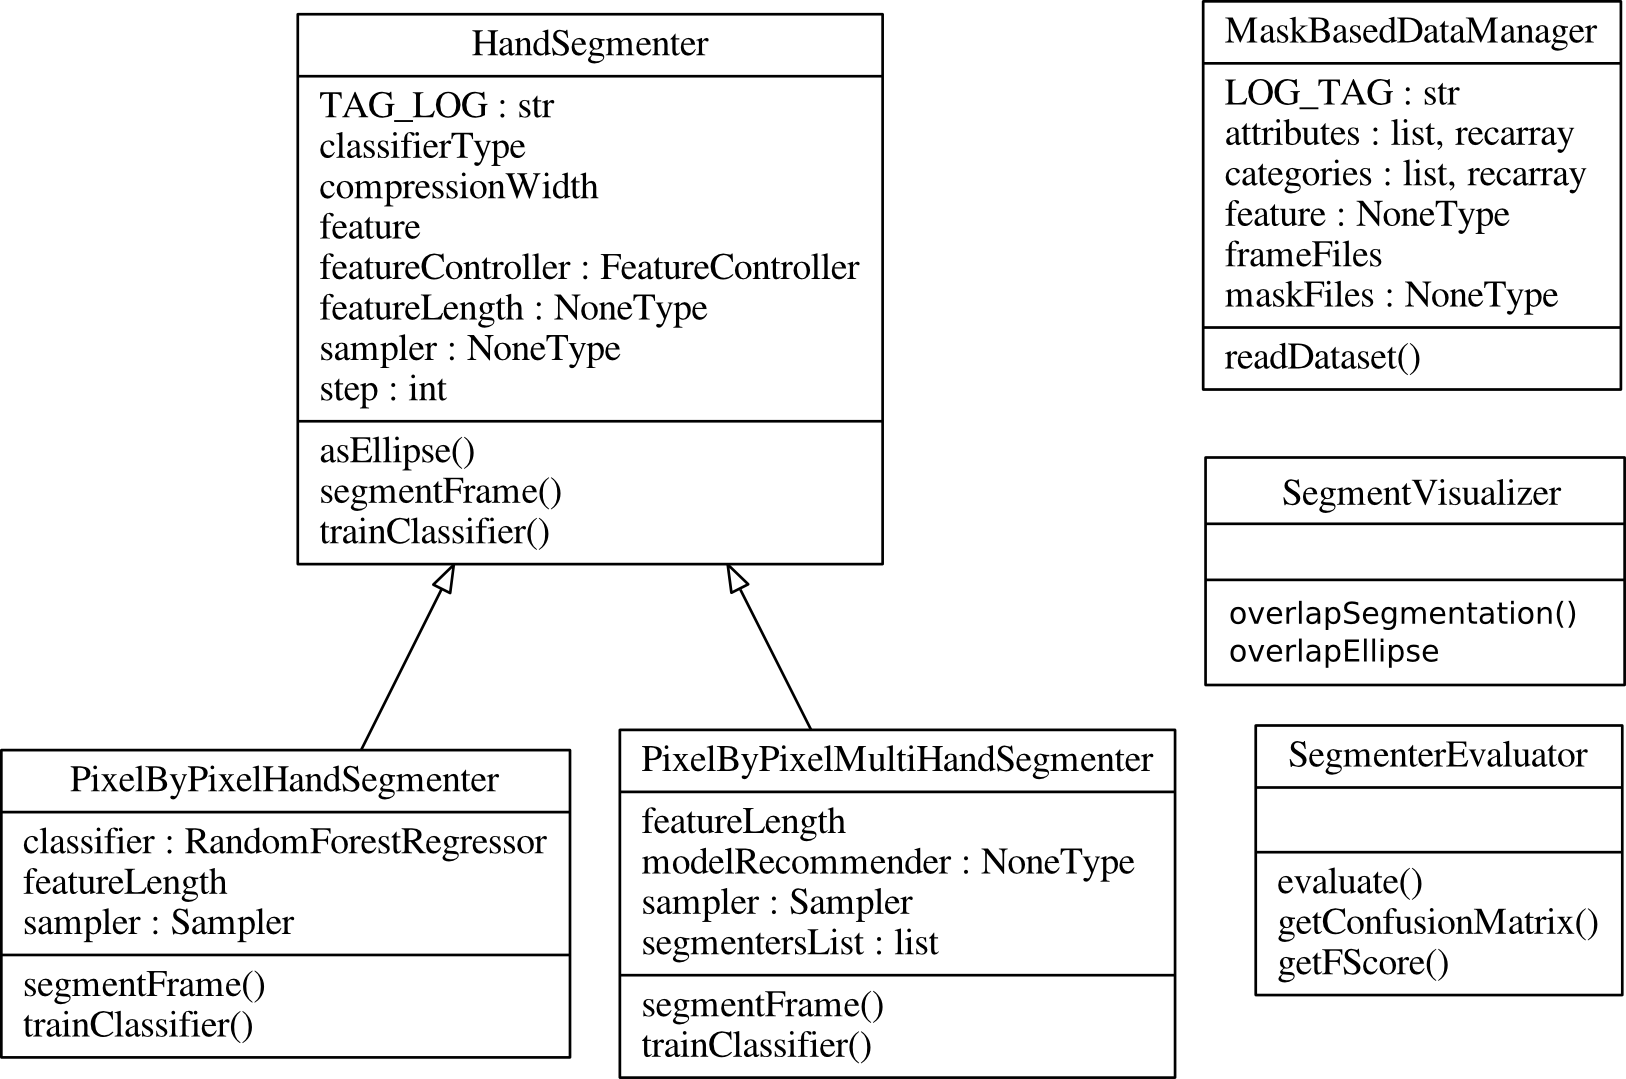 HandSegmenter
TAG_LOG : str
classifierType
compressionWidth
feature
featureController : FeatureController
featureLength : NoneType
sampler : NoneType
step : int
asEllipse()
segmentFrame()
trainClassifier()
MaskBasedDataManager
LOG_TAG : str
attributes : list, recarray
categories : list, recarray
feature : NoneType
frameFiles
maskFiles : NoneType
readDataset()
SegmentVisualizer
overlapSegmentation()
overlapEllipse
PixelByPixelHandSegmenter
classifier : RandomForestRegressor
featureLength
sampler : Sampler
segmentFrame()
trainClassifier()
PixelByPixelMultiHandSegmenter
featureLength
modelRecommender : NoneType
sampler : Sampler
segmentersList : list
segmentFrame()
trainClassifier()
SegmenterEvaluator
evaluate()
getConfusionMatrix()
getFScore()